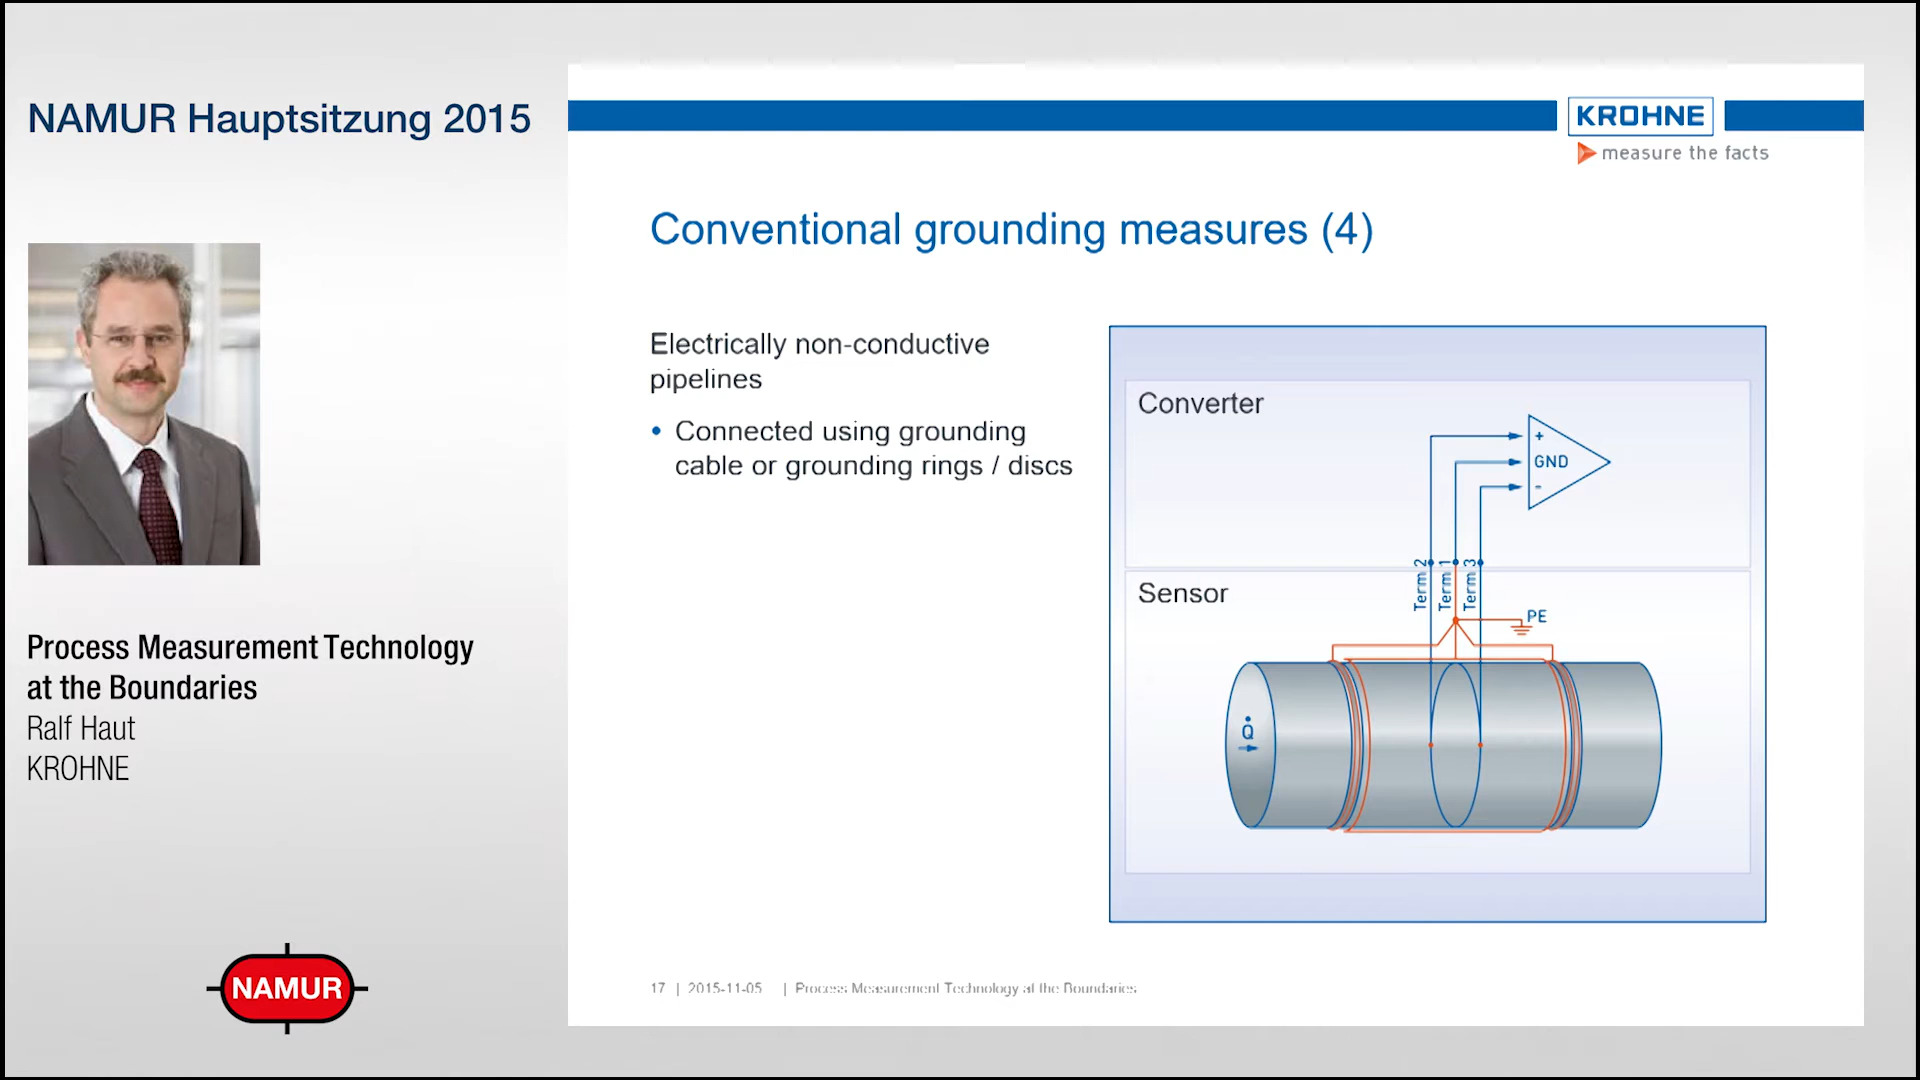 NAMUR Hauptsitzung 2015
Process Measurement Technology
at the Boundaries
Ralf Haut
KROHNE
NAMUR
KROHNE
measure the facts
Conventional grounding measures (4)
Electrically non-conductive
pipelines
• Connected using grounding
cable or grounding rings / discs
Converter
+
GND
-
Term 2
Term 1
Term 3
Sensor
PE
Q̇
17 | 2015-11-05 | Process Measurement Technology at the Boundaries